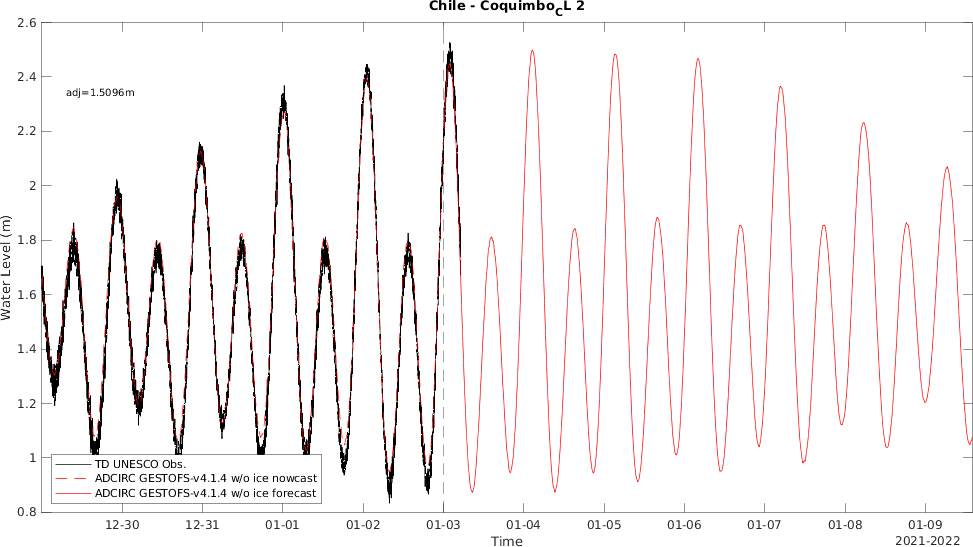 Chile - Coquimbo_CL 2
2.6
2.4
2.2
2
1.8
1.6
1.4
1.2
1
0.8
Water Level (m)
adj=1.5096m
TD UNESCO Obs.
ADCIRC GESTOFS-v4.1.4 w/o ice nowcast
ADCIRC GESTOFS-v4.1.4 w/o ice forecast
12-30 12-31 01-01 01-02 01-03 01-04 01-05 01-06 01-07 01-08 01-09
Time
2021-2022